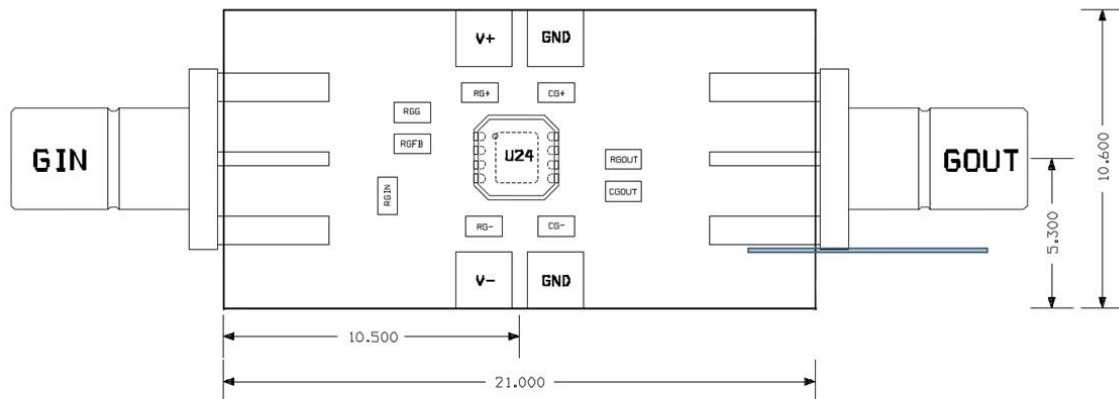 V+ GND
RG+ CG+
RGG
RGFB
GIN U24 RGOUT GOUT
CGOUT
RGIN
RG- CG-
V- GND
10.600
5.300
10.500
21.000